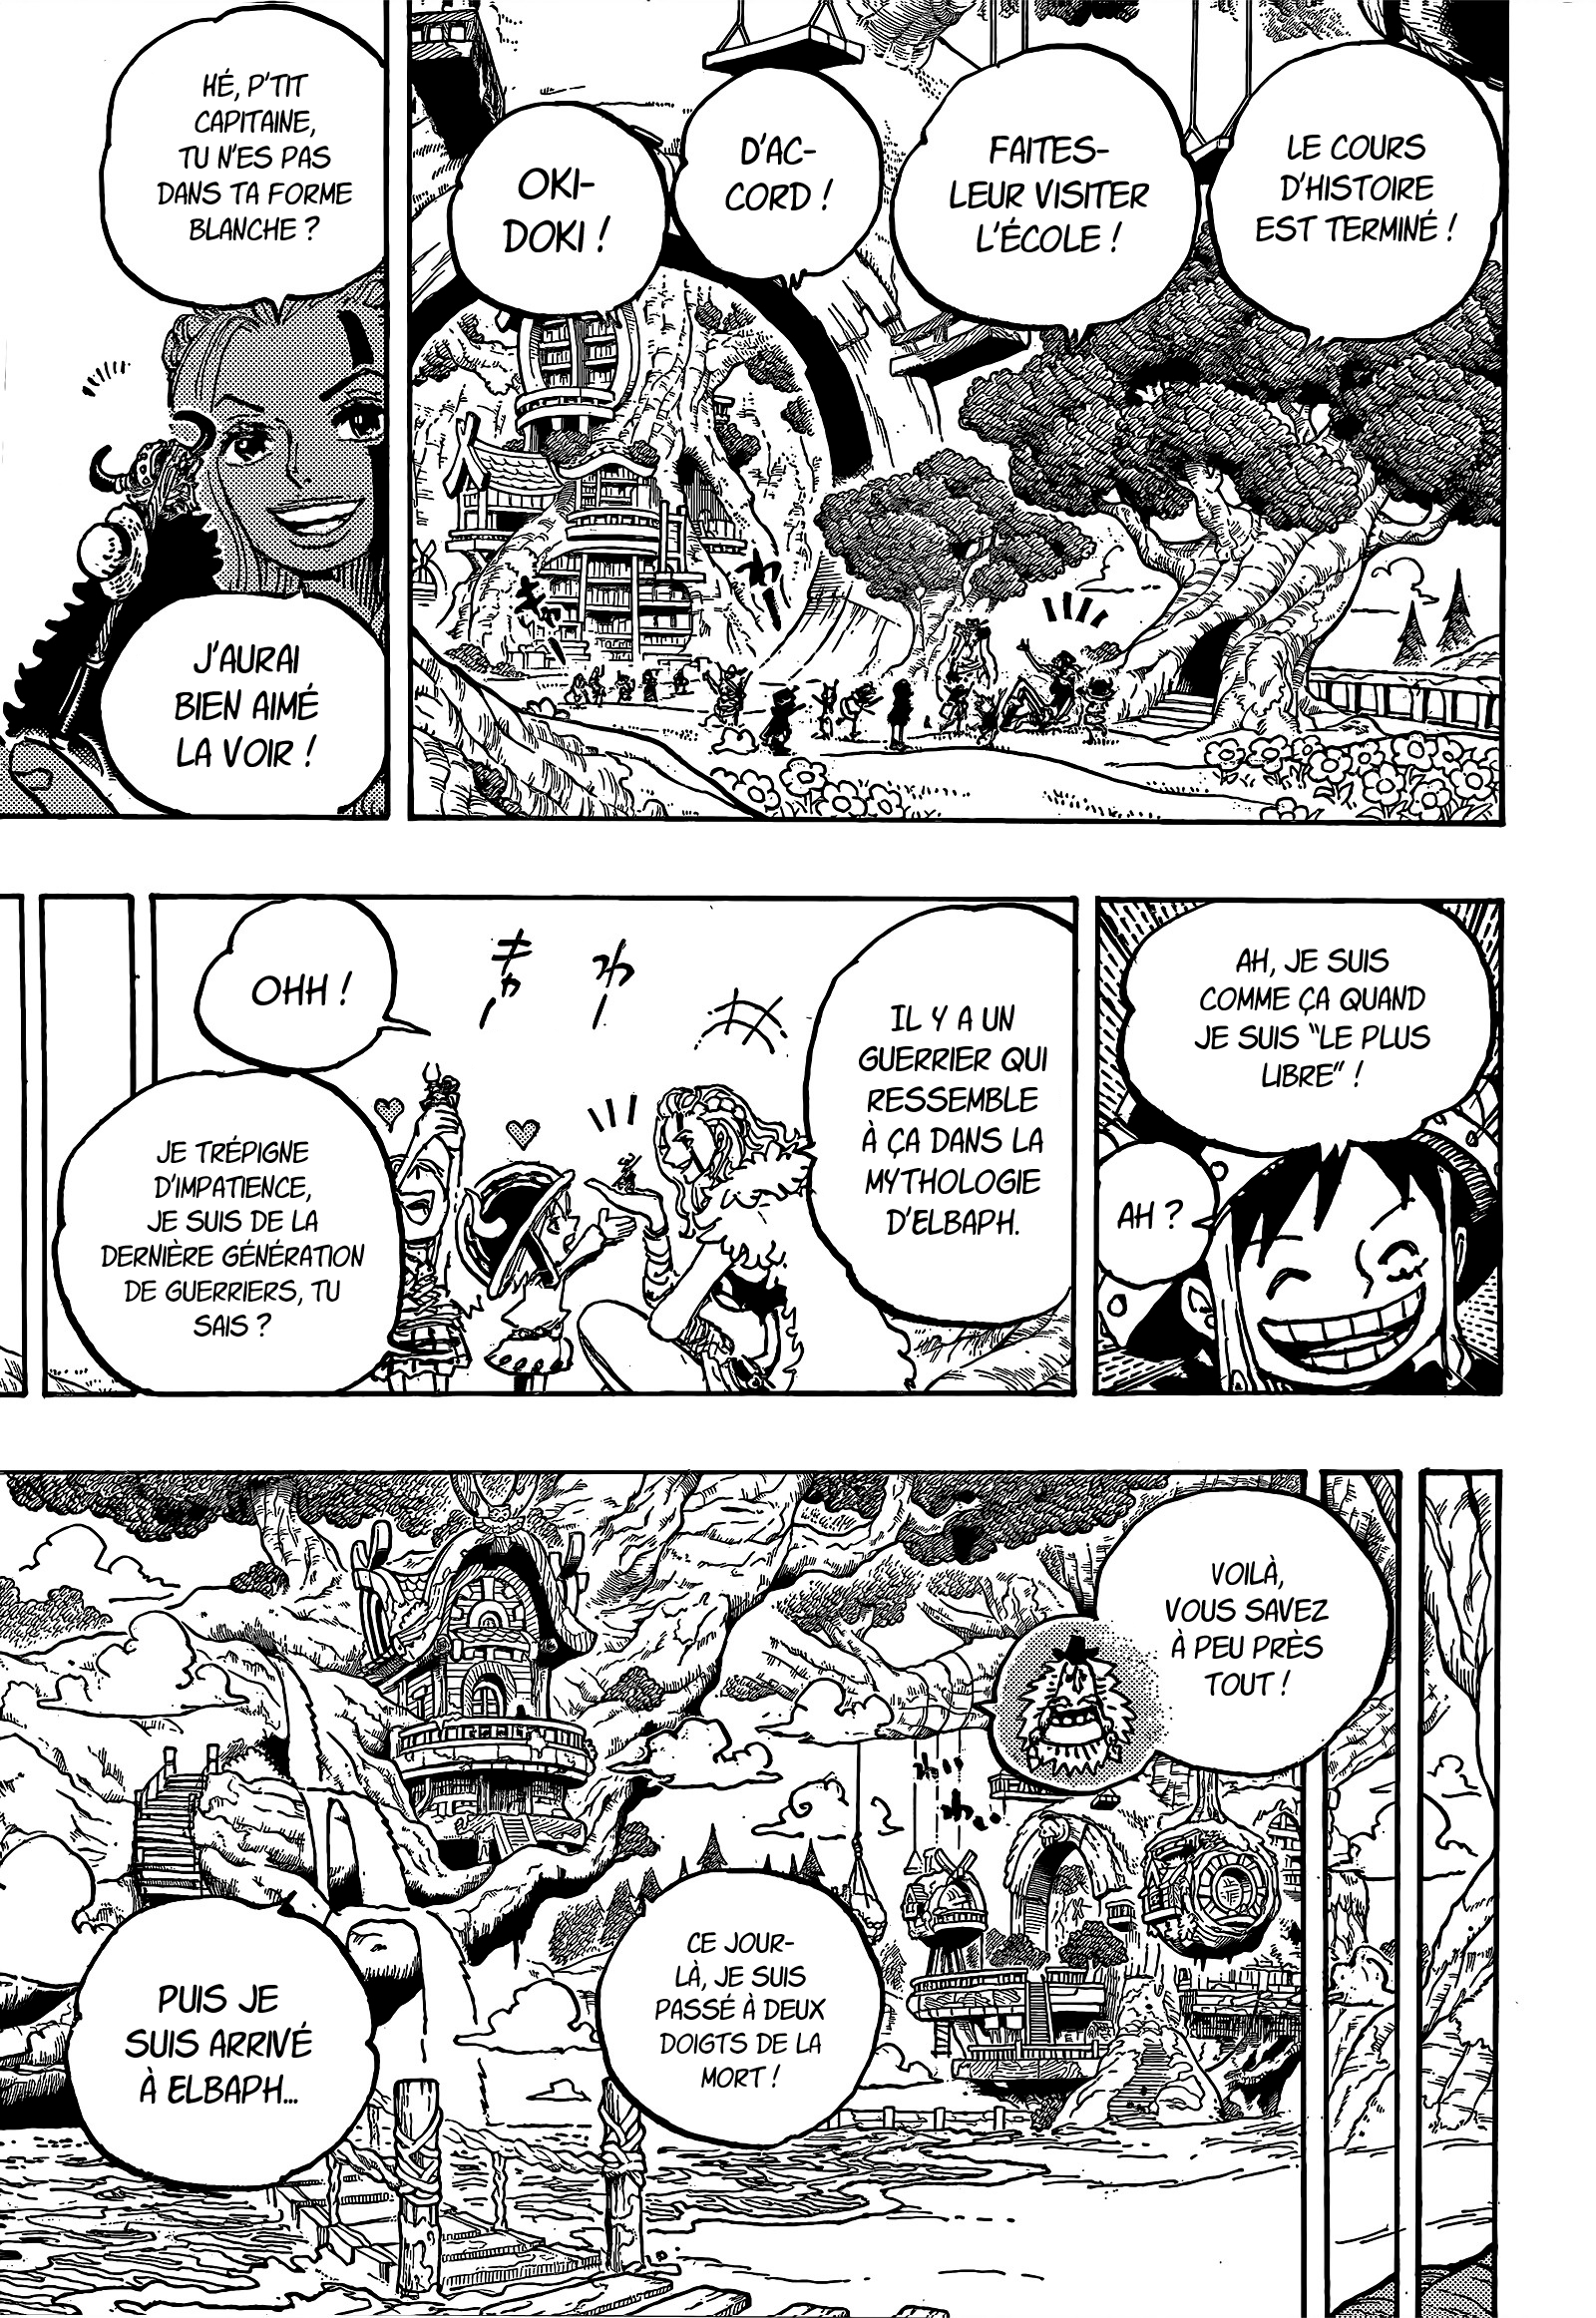 LE COURS
D'HISTOIRE
EST TERMINÉ !
FAITES-
LEUR VISITER
L'ÉCOLE !
D'AC-
CORD !
OKI-
DOKI !
HÉ, P'TIT
CAPITAINE,
TU N'ES PAS
DANS TA FORME
BLANCHE ?
J'AURAI
BIEN AIMÉ
LA VOIR !
AH, JE SUIS
COMME ÇA QUAND
JE SUIS “LE PLUS
LIBRE” !
AH ?
IL Y A UN
GUERRIER QUI
RESSEMBLE
À ÇA DANS LA
MYTHOLOGIE
D'ELBAPH.
OHH !
JE TRÉPIGNE
D'IMPATIENCE,
JE SUIS DE LA
DERNIÈRE GÉNÉRATION
DE GUERRIERS, TU
SAIS ?
VOILÀ,
VOUS SAVEZ
À PEU PRÈS
TOUT !
CE JOUR-
LÀ, JE SUIS
PASSÉ À DEUX
DOIGTS DE LA
MORT !
PUIS JE
SUIS ARRIVÉ
À ELBAPH...